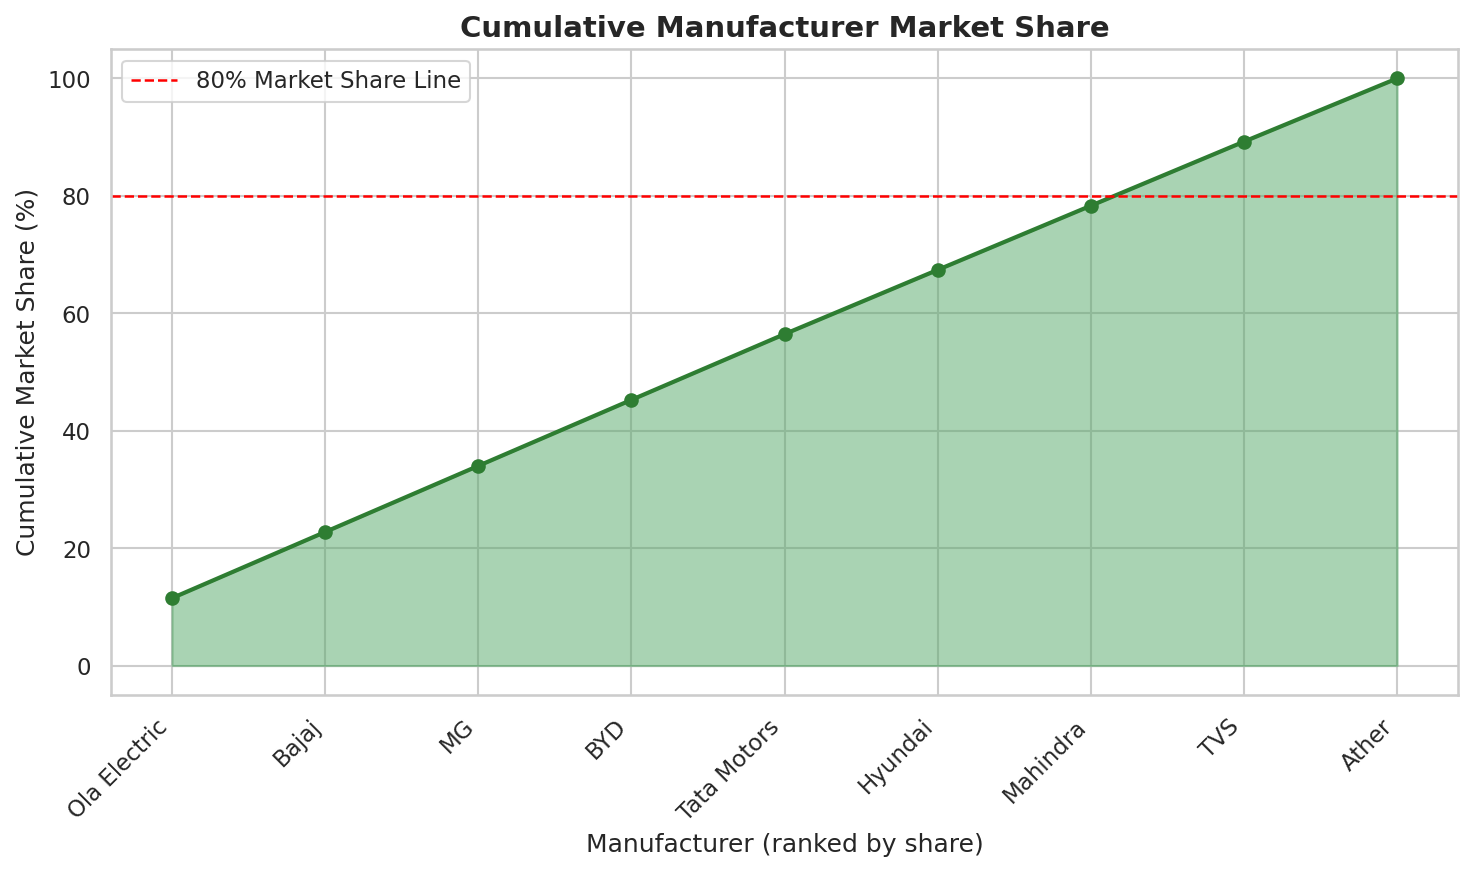 Cumulative Manufacturer Market Share
80% Market Share Line
Cumulative Market Share (%)
100
80
60
40
20
0
Ola Electric
Bajaj
MG
BYD
Tata Motors
Hyundai
Mahindra
TVS
Ather
Manufacturer (ranked by share)